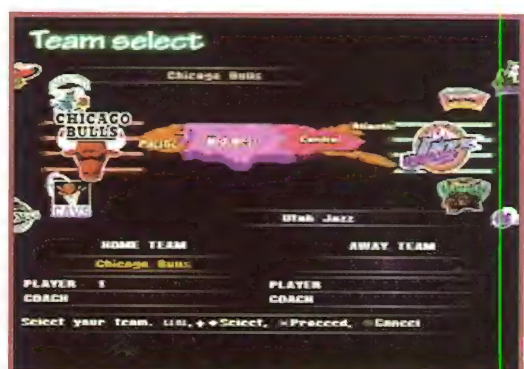 Team select
Chicago Bulls
CHICAGO
BULLS
CAVS
Pacific
Midwest
Central
Atlantic
Utah Jazz
HOME TEAM AWAY TEAM
Chicago Bulls
PLAYER 1 PLAYER
COACH COACH
Select your team. Select, Proceed, Cancel